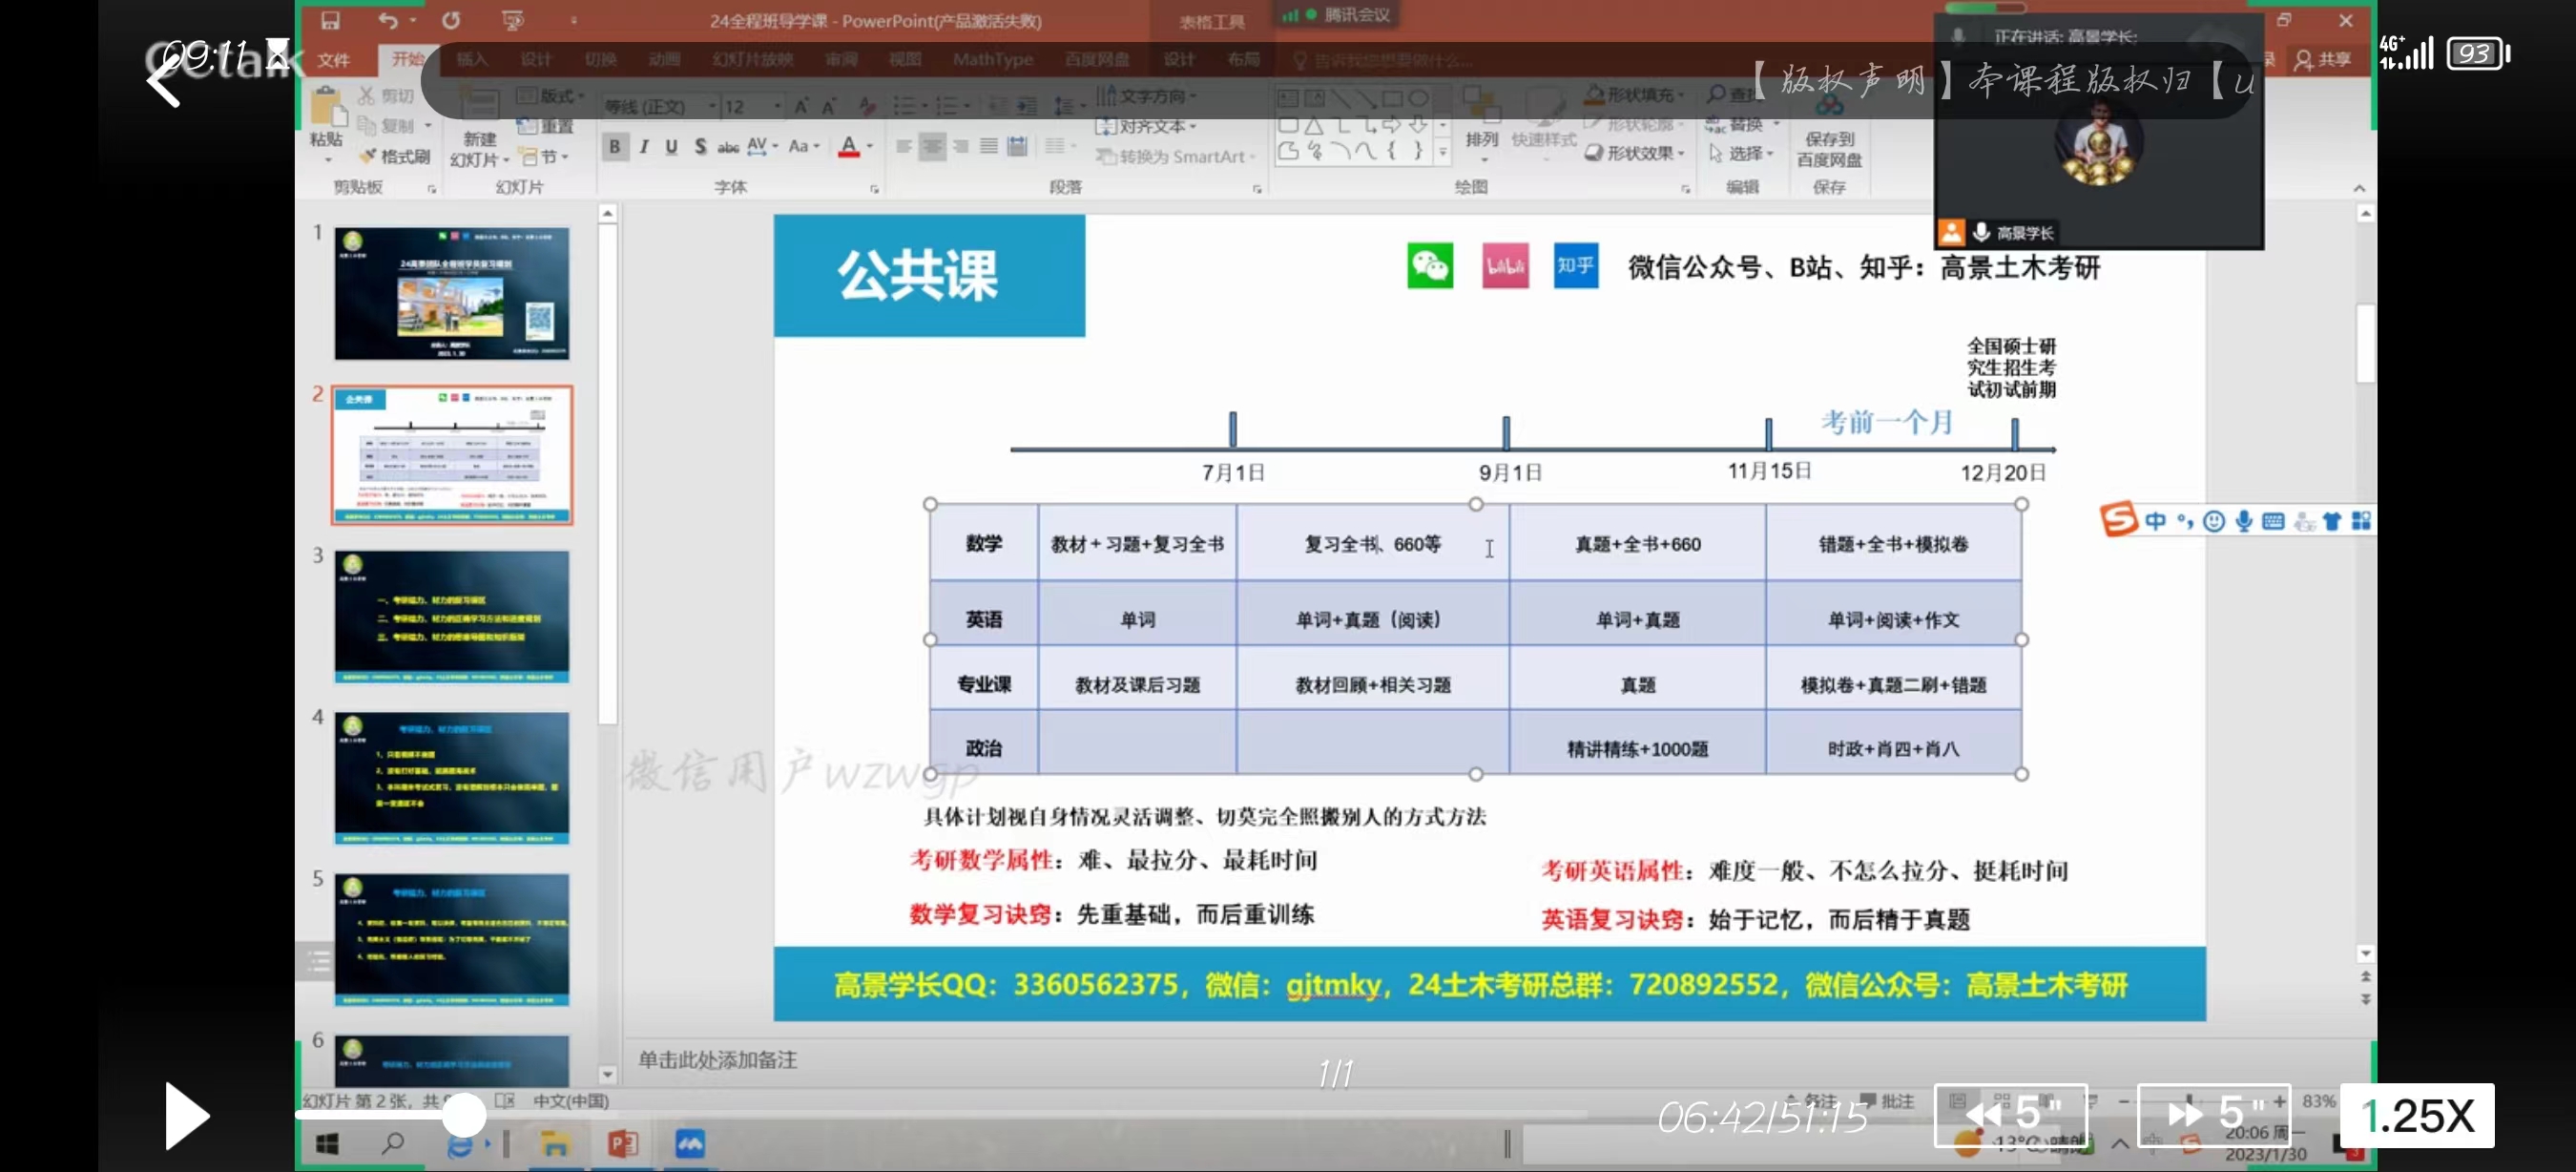 09:11
CCtalk
4G+
93
24全程班导学课 - PowerPoint(产品激活失败)
表格工具
腾讯会议
正在讲话: 高景学长;
文件 开始 插入 设计 切换 动画 幻灯片放映 审阅 视图 MathType 百度网盘 设计 布局 告诉我您想要做什么... 共享
【版权声明】本课程版权归【u
粘贴 剪切 复制 格式刷
新建 幻灯片 版式 重置 节
等线 (正文) 12
B I U S abc AV Aa A
文字方向
对齐文本
转换为 SmartArt
排列 快速样式
形状填充
形状轮廓
形状效果
替换
选择
保存到
百度网盘
剪贴板 幻灯片 字体 段落 绘图 编辑 保存
高景学长
1
2
3
4
5
6
公共课
知乎
微信公众号、B站、知乎：高景土木考研
全国硕士研
究生招生考
试初试前期
考前一个月
7月1日 9月1日 11月15日 12月20日
数学 教材＋习题+复习全书 复习全书、660等 真题+全书+660 错题+全书+模拟卷
英语 单词 单词+真题（阅读） 单词+真题 单词+阅读+作文
专业课 教材及课后习题 教材回顾+相关习题 真题 模拟卷+真题二刷+错题
政治 精讲精练+1000题 时政+肖四+肖八
微信用户wzwgp
具体计划视自身情况灵活调整、切莫完全照搬别人的方式方法
考研数学属性：难、最拉分、最耗时间
考研英语属性：难度一般、不怎么拉分、挺耗时间
数学复习诀窍：先重基础，而后重训练
英语复习诀窍：始于记忆，而后精于真题
高景学长QQ：3360562375，微信：gjtmky，24土木考研总群：720892552，微信公众号：高景土木考研
中
单击此处添加备注
1/1
幻灯片 第 2 张，共
中文(中国)
备注 批注
83%
06:42/51:15
5"
5"
1.25X
-13°C
20:06 周一
2023/1/30